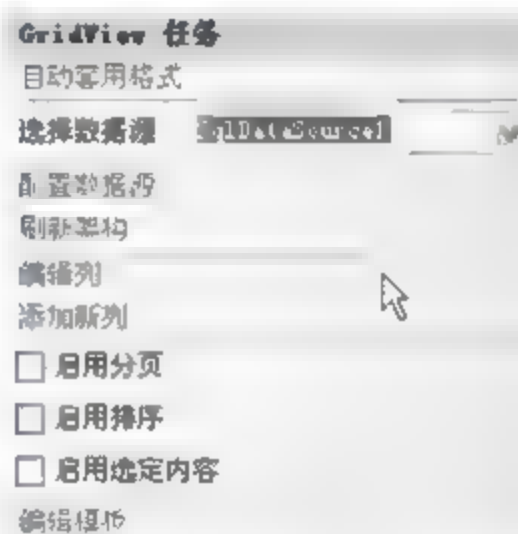 GridView 任务
自动套用格式
选择数据源 SqlDataSource1
配置数据源
刷新架构
编辑列
添加新列
启用分页
启用排序
启用选定内容
编辑模板